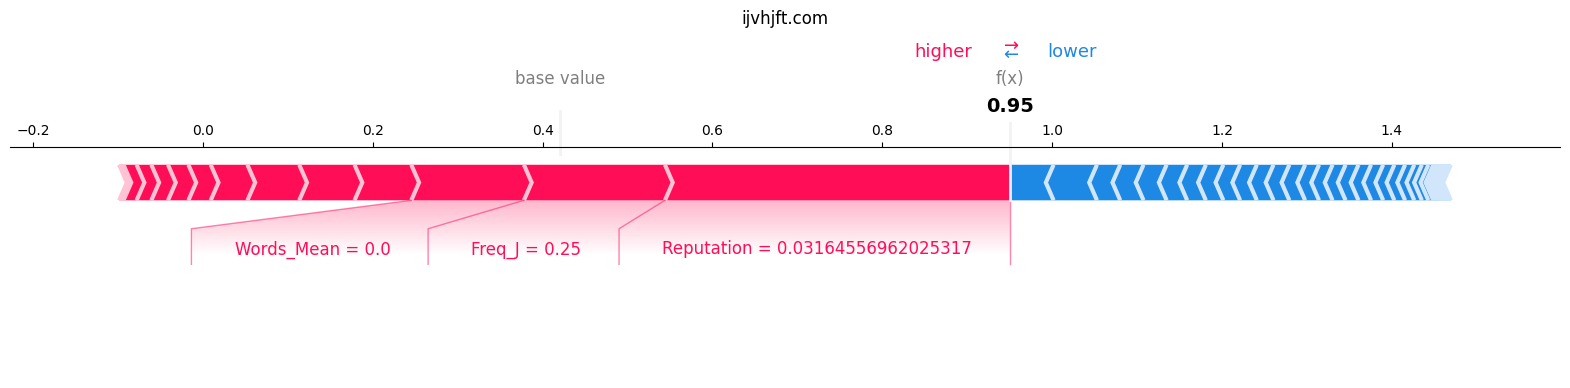 ijvhjft.com
higher ⇄ lower
base value f(x)
0.95
−0.2 0.0 0.2 0.4 0.6 0.8 1.0 1.2 1.4
Words_Mean = 0.0 Freq_J = 0.25 Reputation = 0.03164556962025317